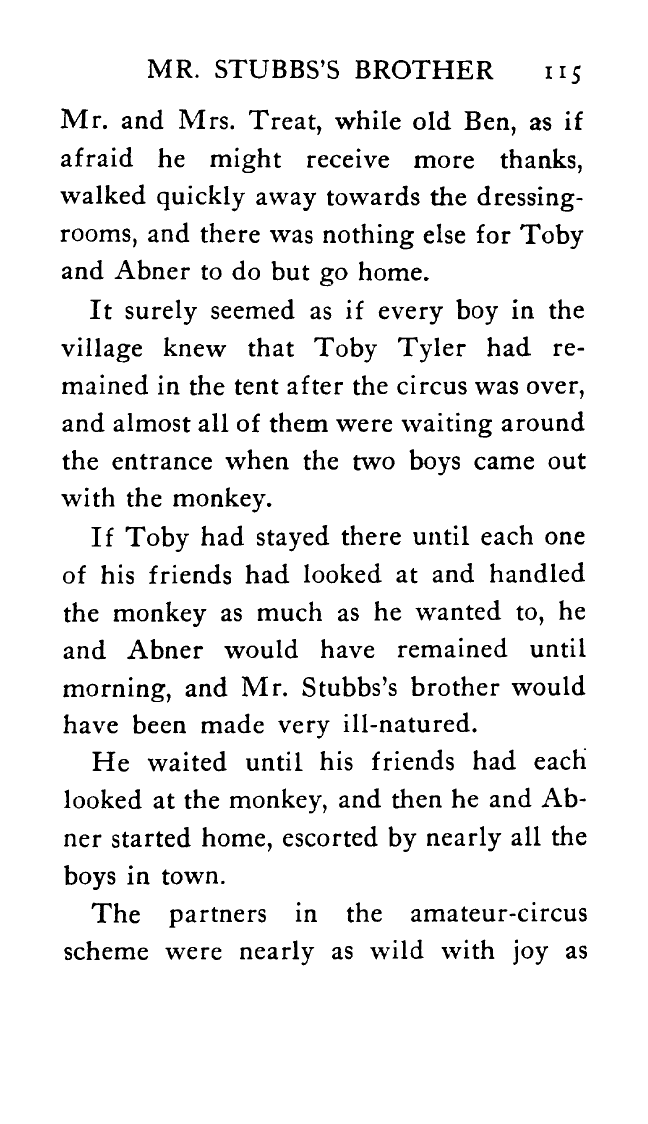 MR. STUBBS'S BROTHER 115
Mr. and Mrs. Treat, while old Ben, as if
afraid he might receive more thanks,
walked quickly away towards the dressing-
rooms, and there was nothing else for Toby
and Abner to do but go home.
It surely seemed as if every boy in the
village knew that Toby Tyler had re-
mained in the tent after the circus was over,
and almost all of them were waiting around
the entrance when the two boys came out
with the monkey.
If Toby had stayed there until each one
of his friends had looked at and handled
the monkey as much as he wanted to, he
and Abner would have remained until
morning, and Mr. Stubbs's brother would
have been made very ill-natured.
He waited until his friends had each
looked at the monkey, and then he and Ab-
ner started home, escorted by nearly all the
boys in town.
The partners in the amateur-circus
scheme were nearly as wild with joy as